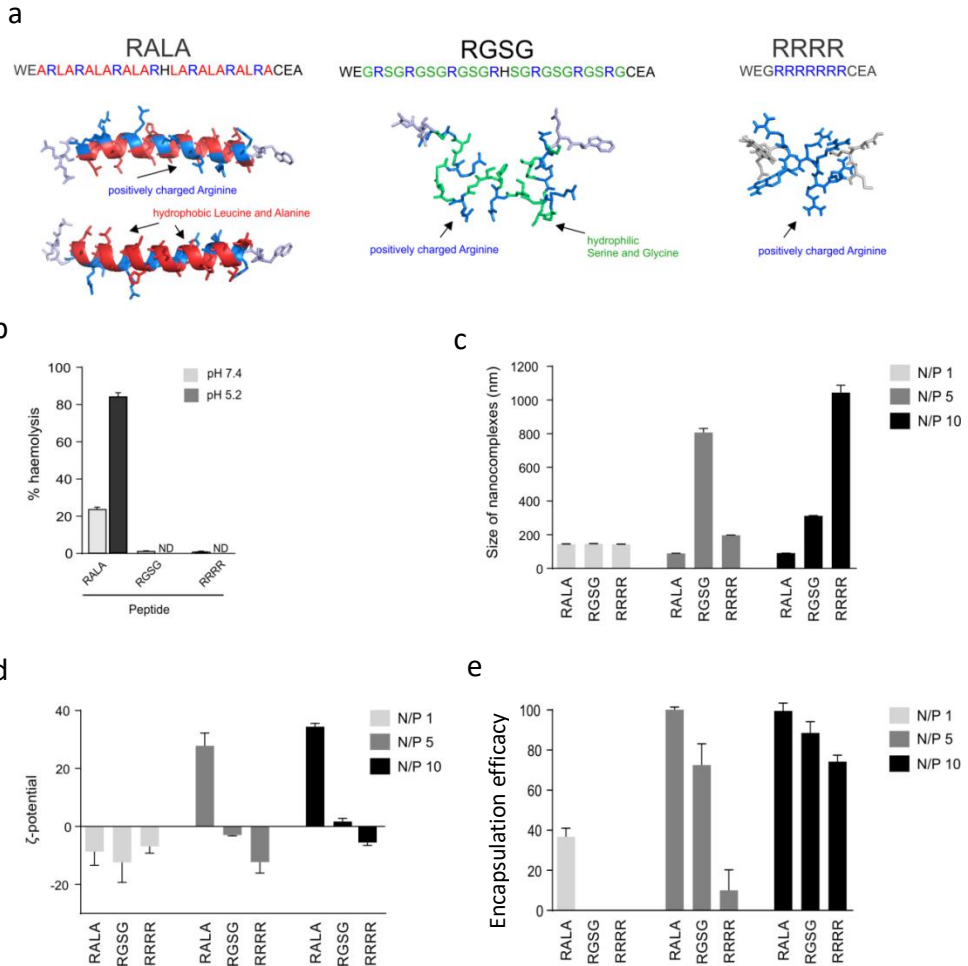 a
RALA
WEARLARALARALARHLARALARALRACEA
positively charged Arginine
hydrophobic Leucine and Alanine
RGSG
WEGRSGRGSGRGSGRHSGRGSGRGSRGCEA
positively charged Arginine
hydrophilic
Serine and Glycine
RRRR
WEGRRRRRRRCEA
positively charged Arginine
b
% haemolysis
100
80
60
40
20
0
pH 7.4
pH 5.2
ND
ND
RALA
RGSG
RRRR
Peptide
c
Size of nanocomplexes (nm)
1200
1000
800
600
400
200
0
N/P 1
N/P 5
N/P 10
RALA
RGSG
RRRR
RALA
RGSG
RRRR
RALA
RGSG
RRRR
d
ζ-potential
40
20
0
-20
N/P 1
N/P 5
N/P 10
RALA
RGSG
RRRR
RALA
RGSG
RRRR
RALA
RGSG
RRRR
e
Encapsulation efficacy
100
80
60
40
20
0
N/P 1
N/P 5
N/P 10
RALA
RGSG
RRRR
RALA
RGSG
RRRR
RALA
RGSG
RRRR